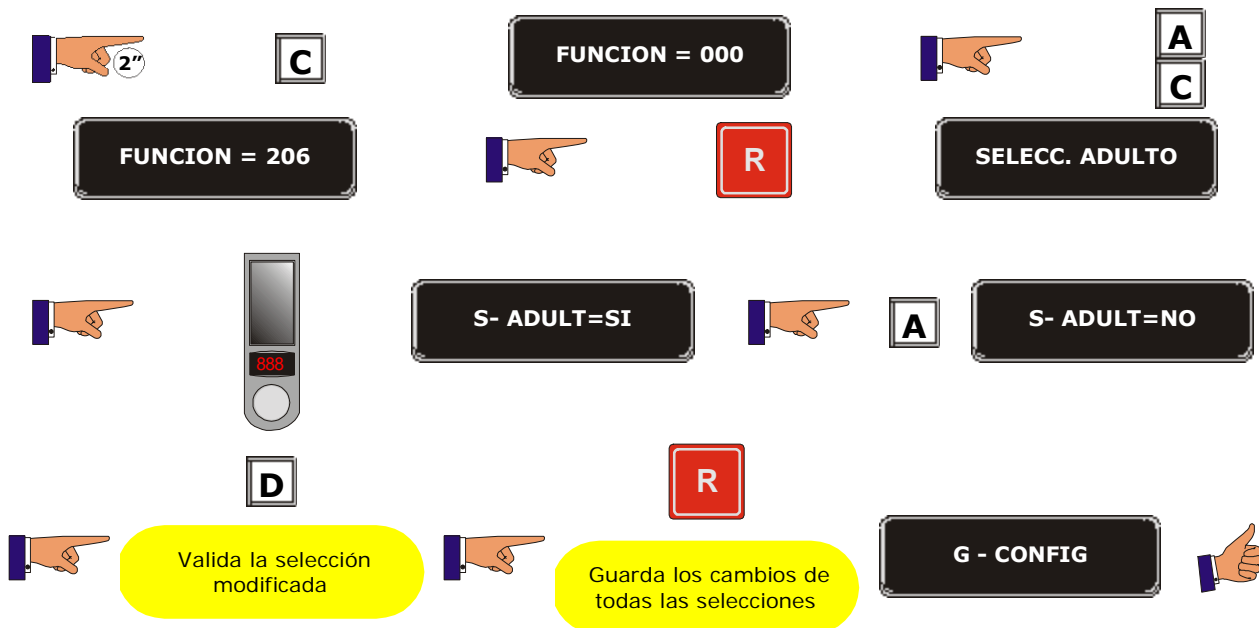 2”
C
FUNCION = 000
A
C
FUNCION = 206
R
SELECC. ADULTO
888
S- ADULT=SI
A
S- ADULT=NO
D
Valida la selección
modificada
R
Guarda los cambios de
todas las selecciones
G - CONFIG